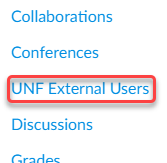 Collaborations
Conferences
UNF External Users
Discussions
Grades